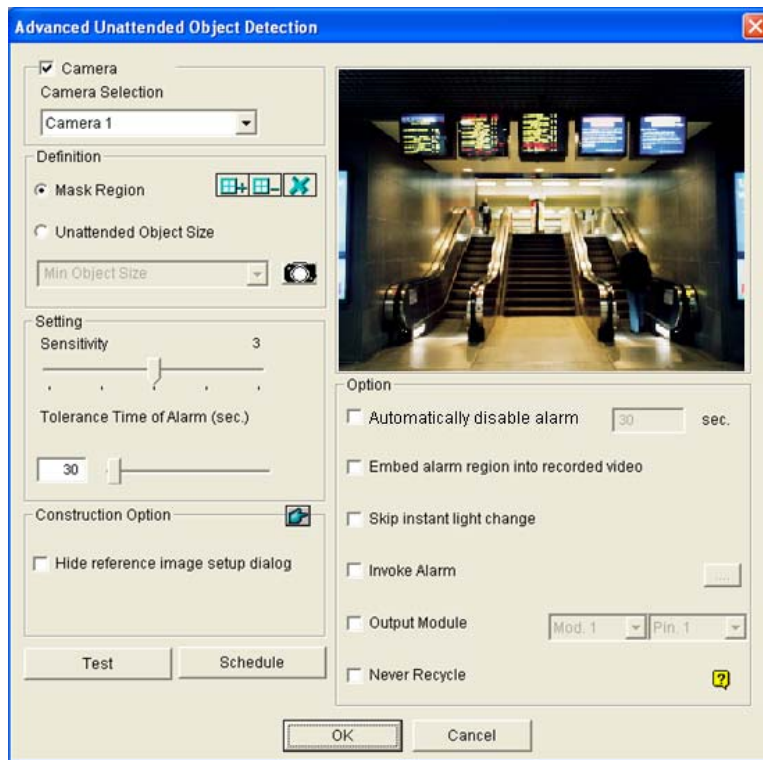 Advanced Unattended Object Detection
Camera
Camera Selection
Camera 1
Definition
Mask Region
Unattended Object Size
Min Object Size
Setting
Sensitivity 3
Tolerance Time of Alarm (sec.)
30
Construction Option
Hide reference image setup dialog
Test Schedule
Option
Automatically disable alarm 30 sec.
Embed alarm region into recorded video
Skip instant light change
Invoke Alarm ....
Output Module Mod. 1 Pin. 1
Never Recycle ?
OK Cancel